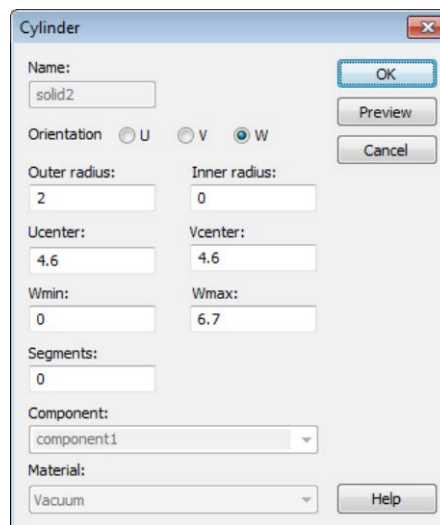 Cylinder
Name:
OK
solid2
Preview
Orientation U V W
Cancel
Outer radius: Inner radius:
2 0
Ucenter: Vcenter:
4.6 4.6
Wmin: Wmax:
0 6.7
Segments:
0
Component:
component1
Material:
Vacuum
Help